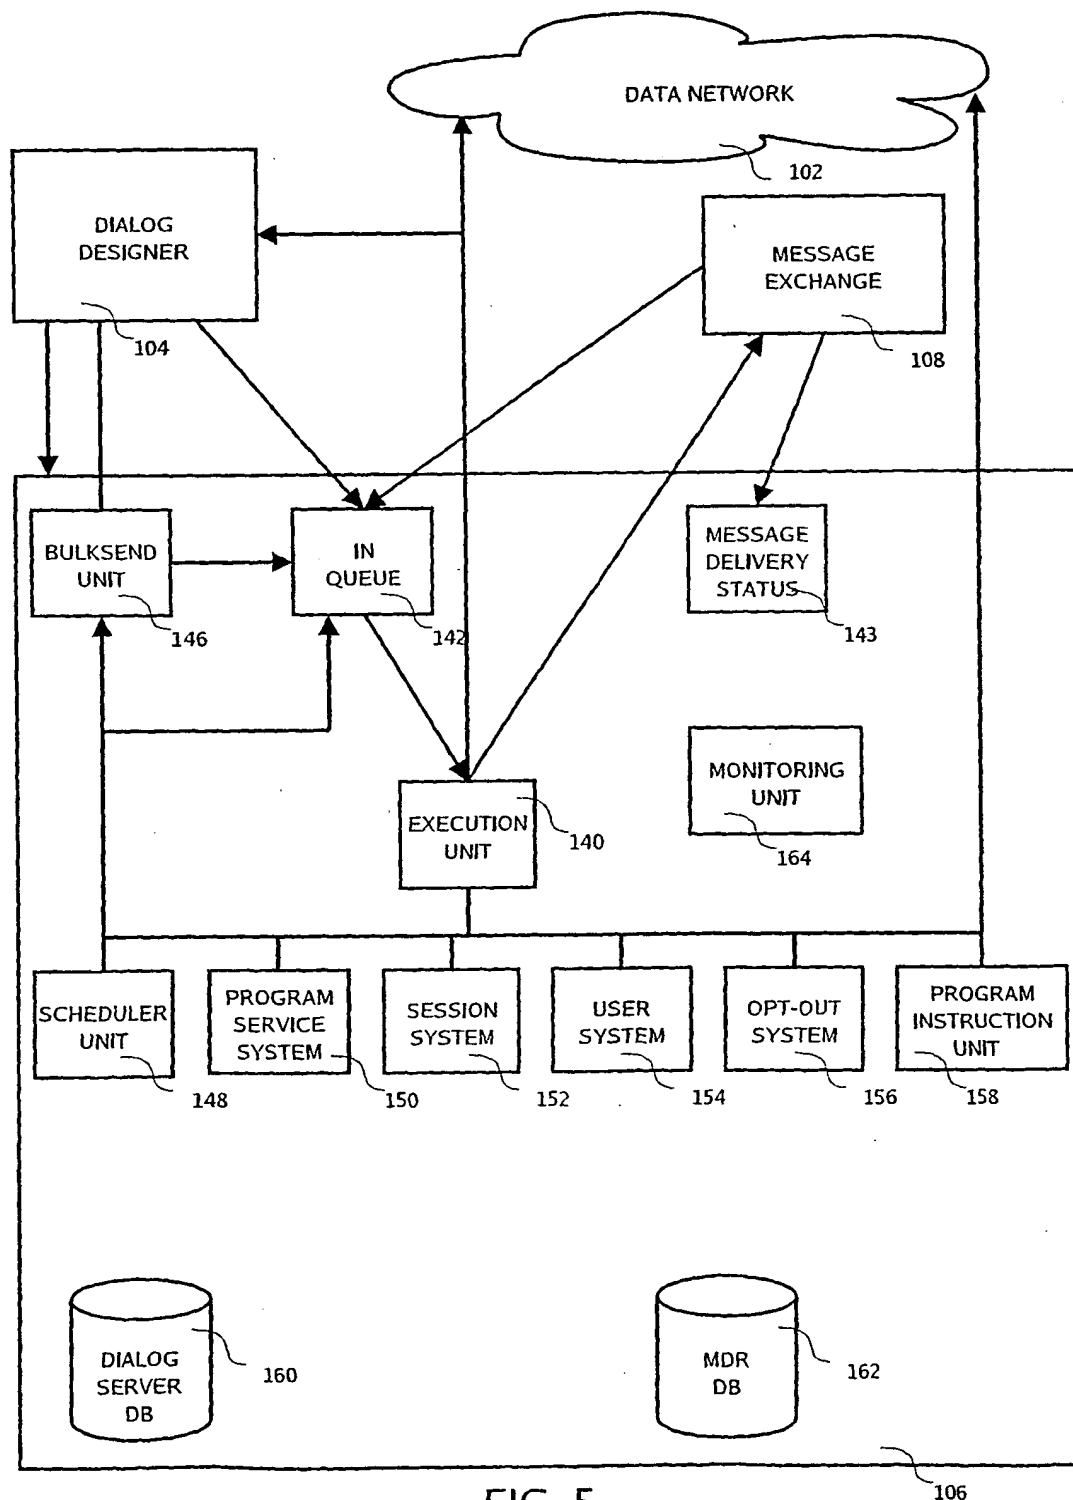 DATA NETWORK
102
DIALOG
DESIGNER
104
MESSAGE
EXCHANGE
108
BULKSEND
UNIT
146
IN
QUEUE
142
MESSAGE
DELIVERY
STATUS
143
EXECUTION
UNIT
140
MONITORING
UNIT
164
SCHEDULER
UNIT
148
PROGRAM
SERVICE
SYSTEM
150
SESSION
SYSTEM
152
USER
SYSTEM
154
OPT-OUT
SYSTEM
156
PROGRAM
INSTRUCTION
UNIT
158
DIALOG
SERVER
DB
160
MDR
DB
162
106
FIG. 5